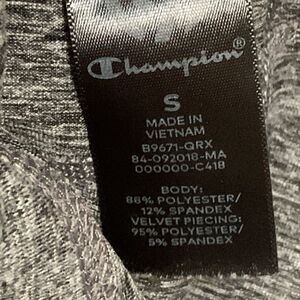 Champion®
S
MADE IN
VIETNAM
B9671-QRX
84-092018-MA
000000-C418
BODY:
88% POLYESTER/
12% SPANDEX
VELVET PIECING:
95% POLYESTER/
5% SPANDEX